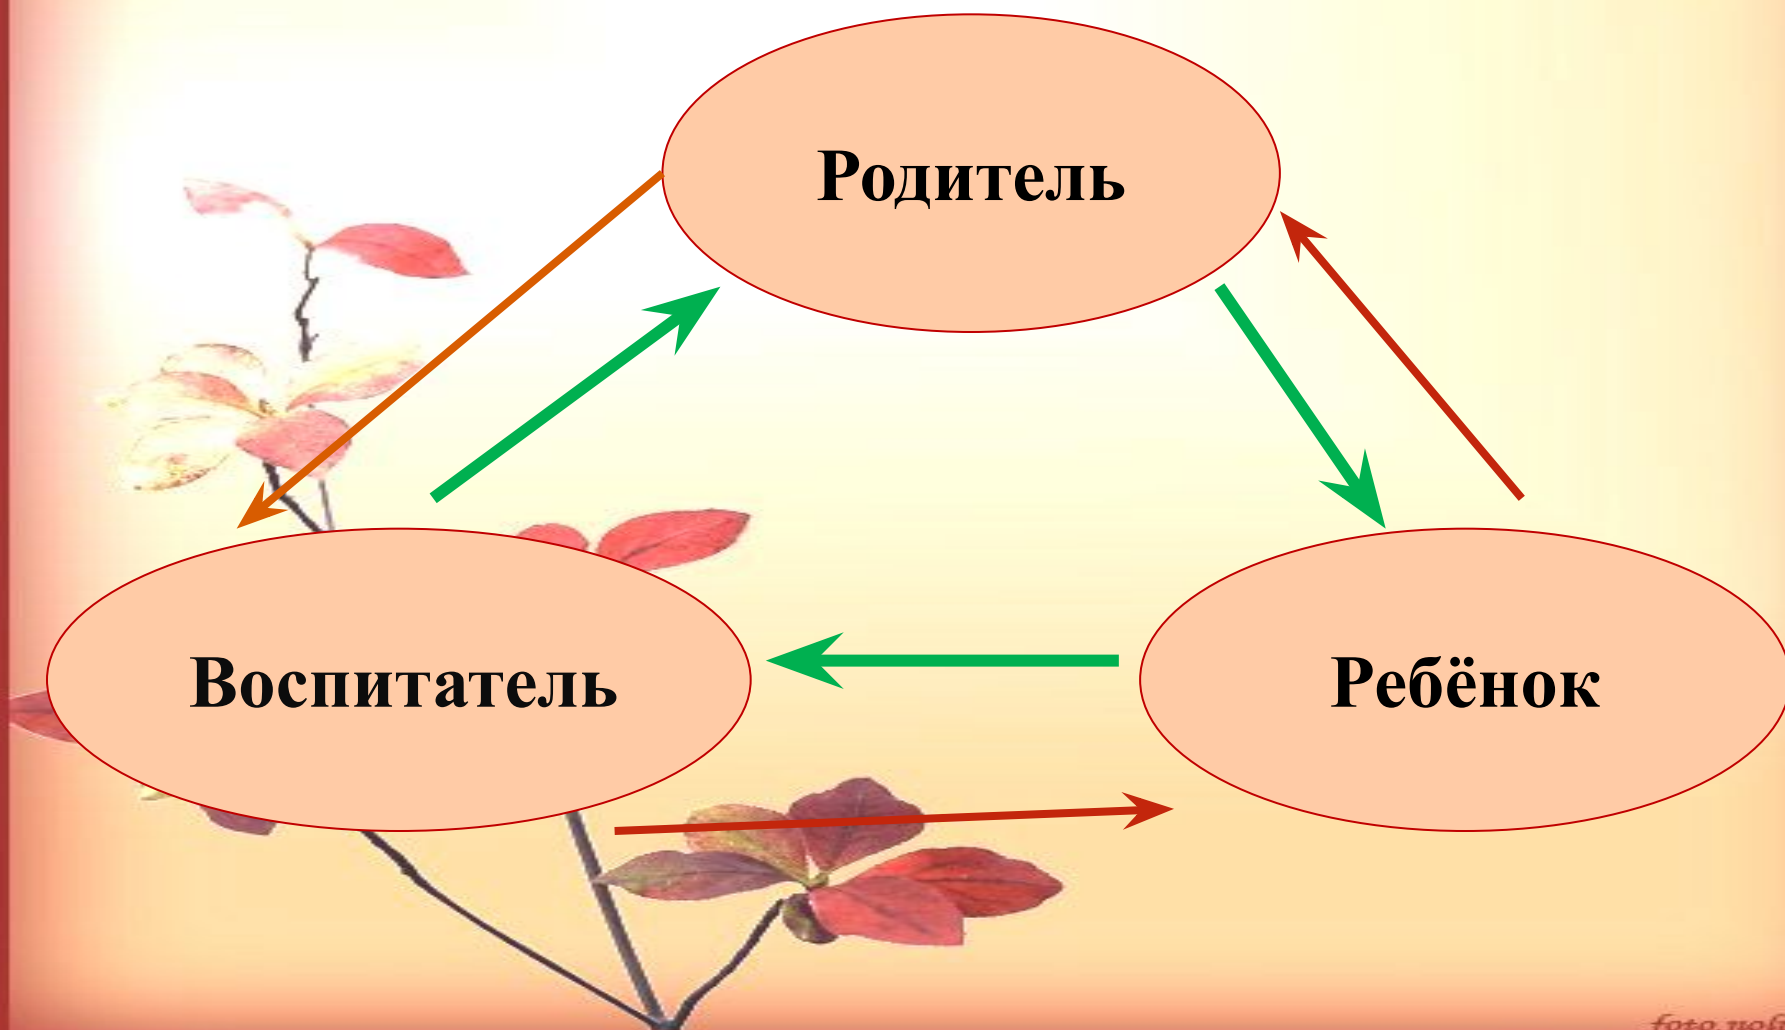 Родитель
Воспитатель
Ребёнок